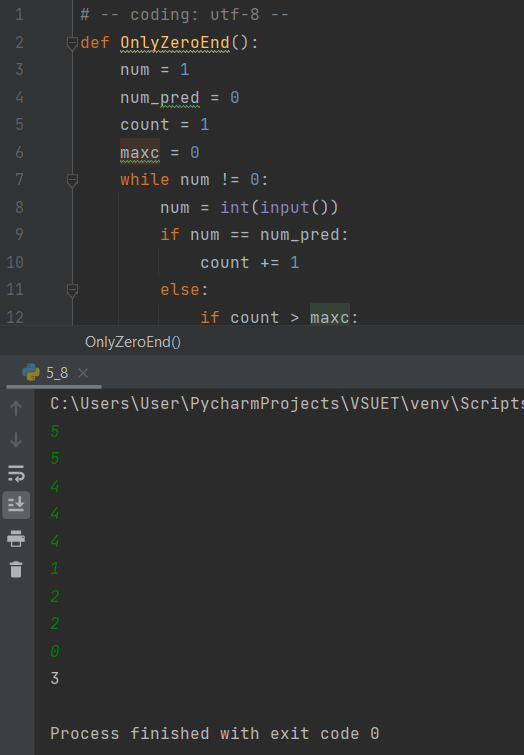 1 # -- coding: utf-8 --
2 def OnlyZeroEnd():
3 num = 1
4 num_pred = 0
5 count = 1
6 maxc = 0
7 while num != 0:
8 num = int(input())
9 if num == num_pred:
10 count += 1
11 else:
12 if count > maxc:
OnlyZeroEnd()
5_8
C:\Users\User\PycharmProjects\VSUET\venv\Scripts
5
5
4
4
4
1
2
2
0
3
Process finished with exit code 0